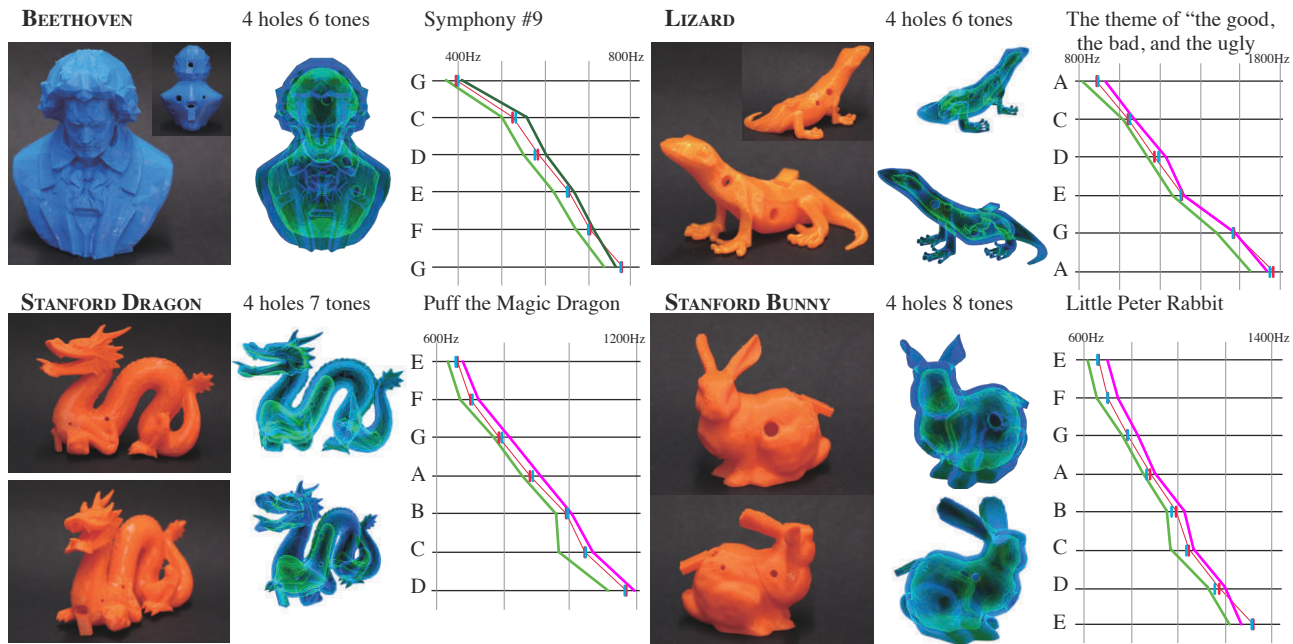 BEETHOVEN
4 holes 6 tones
Symphony #9
400Hz
800Hz
G
C
D
E
F
G
LIZARD
4 holes 6 tones
The theme of “the good,
the bad, and the ugly
800Hz
1800Hz
A
C
D
E
G
A
STANFORD DRAGON
4 holes 7 tones
Puff the Magic Dragon
600Hz
1200Hz
E
F
G
A
B
C
D
STANFORD BUNNY
4 holes 8 tones
Little Peter Rabbit
600Hz
1400Hz
E
F
G
A
B
C
D
E